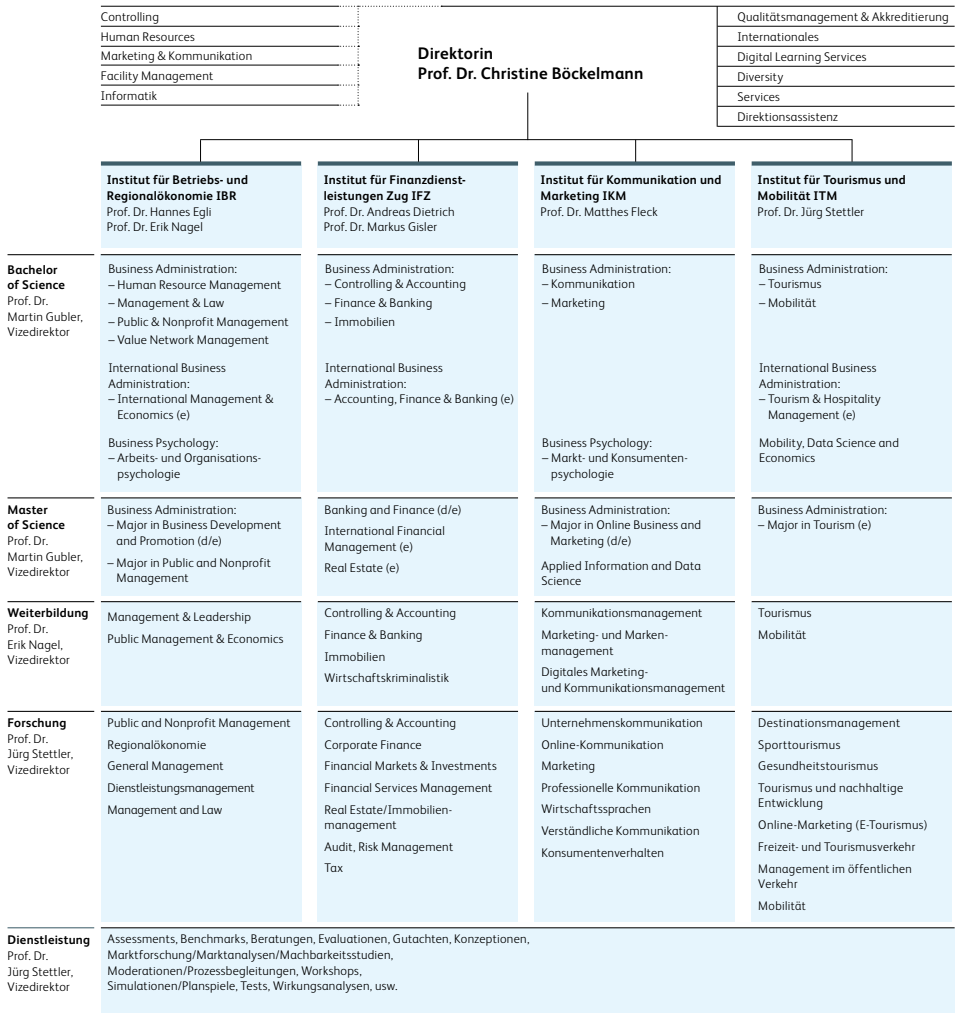 Controlling
Human Resources
Marketing & Kommunikation
Facility Management
Informatik
Direktorin
Prof. Dr. Christine Böckelmann
Qualitätsmanagement & Akkreditierung
Internationales
Digital Learning Services
Diversity
Services
Direktionsassistenz
Institut für Betriebs- und
Regionalökonomie IBR
Prof. Dr. Hannes Egli
Prof. Dr. Erik Nagel
Institut für Finanzdienst-
leistungen Zug IFZ
Prof. Dr. Andreas Dietrich
Prof. Dr. Markus Gisler
Institut für Kommunikation und
Marketing IKM
Prof. Dr. Matthes Fleck
Institut für Tourismus und
Mobilität ITM
Prof. Dr. Jürg Stettler
Bachelor
of Science
Prof. Dr.
Martin Gubler,
Vizedirektor
Business Administration:
– Human Resource Management
– Management & Law
– Public & Nonprofit Management
– Value Network Management
International Business
Administration:
– International Management &
Economics (e)
Business Psychology:
– Arbeits- und Organisations-
psychologie
Business Administration:
– Controlling & Accounting
– Finance & Banking
– Immobilien
International Business
Administration:
– Accounting, Finance & Banking (e)
Business Administration:
– Kommunikation
– Marketing
Business Psychology:
– Markt- und Konsumenten-
psychologie
Business Administration:
– Tourismus
– Mobilität
International Business
Administration:
– Tourism & Hospitality
Management (e)
Mobility, Data Science and
Economics
Master
of Science
Prof. Dr.
Martin Gubler,
Vizedirektor
Business Administration:
– Major in Business Development
and Promotion (d/e)
– Major in Public and Nonprofit
Management
Banking and Finance (d/e)
International Financial
Management (e)
Real Estate (e)
Business Administration:
– Major in Online Business and
Marketing (d/e)
Applied Information and Data
Science
Business Administration:
– Major in Tourism (e)
Weiterbildung
Prof. Dr.
Erik Nagel,
Vizedirektor
Management & Leadership
Public Management & Economics
Controlling & Accounting
Finance & Banking
Immobilien
Wirtschaftskriminalistik
Kommunikationsmanagement
Marketing- und Marken-
management
Digitales Marketing-
und Kommunikationsmanagement
Tourismus
Mobilität
Forschung
Prof. Dr.
Jürg Stettler,
Vizedirektor
Public and Nonprofit Management
Regionalökonomie
General Management
Dienstleistungsmanagement
Management and Law
Controlling & Accounting
Corporate Finance
Financial Markets & Investments
Financial Services Management
Real Estate/Immobilien-
management
Audit, Risk Management
Tax
Unternehmenskommunikation
Online-Kommunikation
Marketing
Professionelle Kommunikation
Wirtschaftssprachen
Verständliche Kommunikation
Konsumentenverhalten
Destinationsmanagement
Sporttourismus
Gesundheitstourismus
Tourismus und nachhaltige
Entwicklung
Online-Marketing (E-Tourismus)
Freizeit- und Tourismusverkehr
Management im öffentlichen
Verkehr
Mobilität
Dienstleistung
Prof. Dr.
Jürg Stettler,
Vizedirektor
Assessments, Benchmarks, Beratungen, Evaluationen, Gutachten, Konzeptionen,
Marktforschung/Marktanalysen/Machbarkeitsstudien,
Moderationen/Prozessbegleitungen, Workshops,
Simulationen/Planspiele, Tests, Wirkungsanalysen, usw.